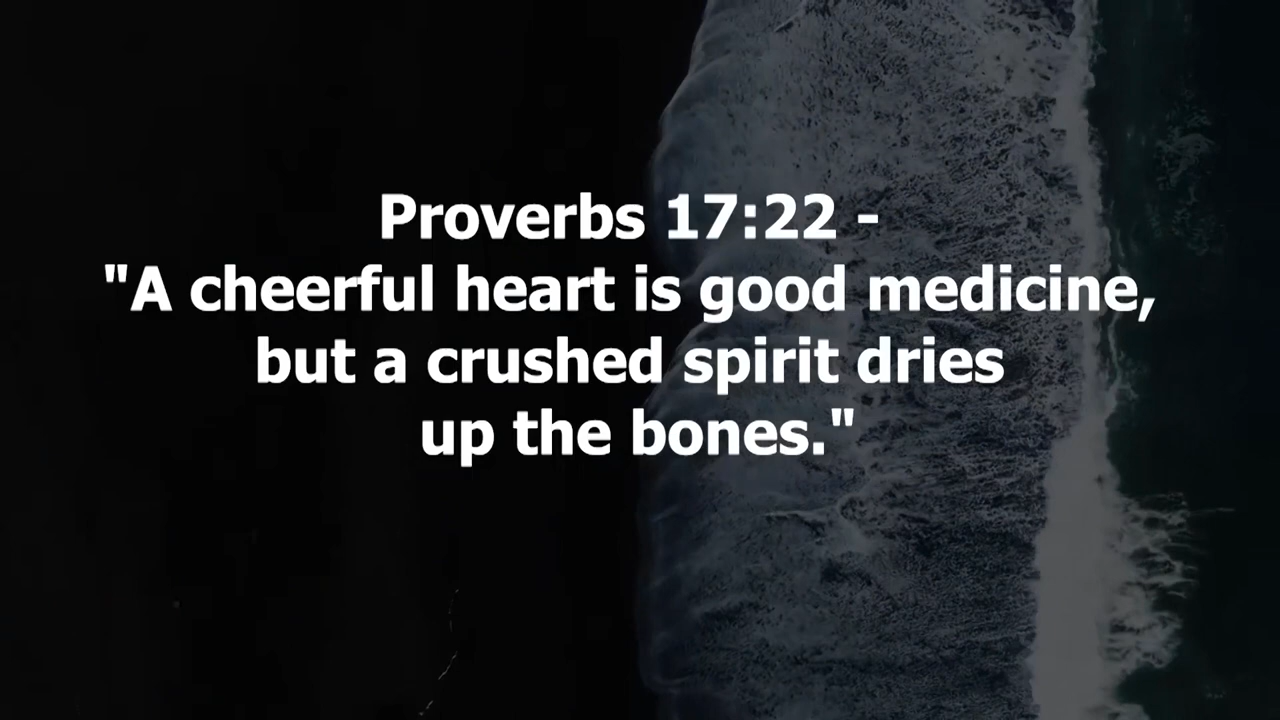 Proverbs 17:22 -
"A cheerful heart is good medicine,
but a crushed spirit dries
up the bones."